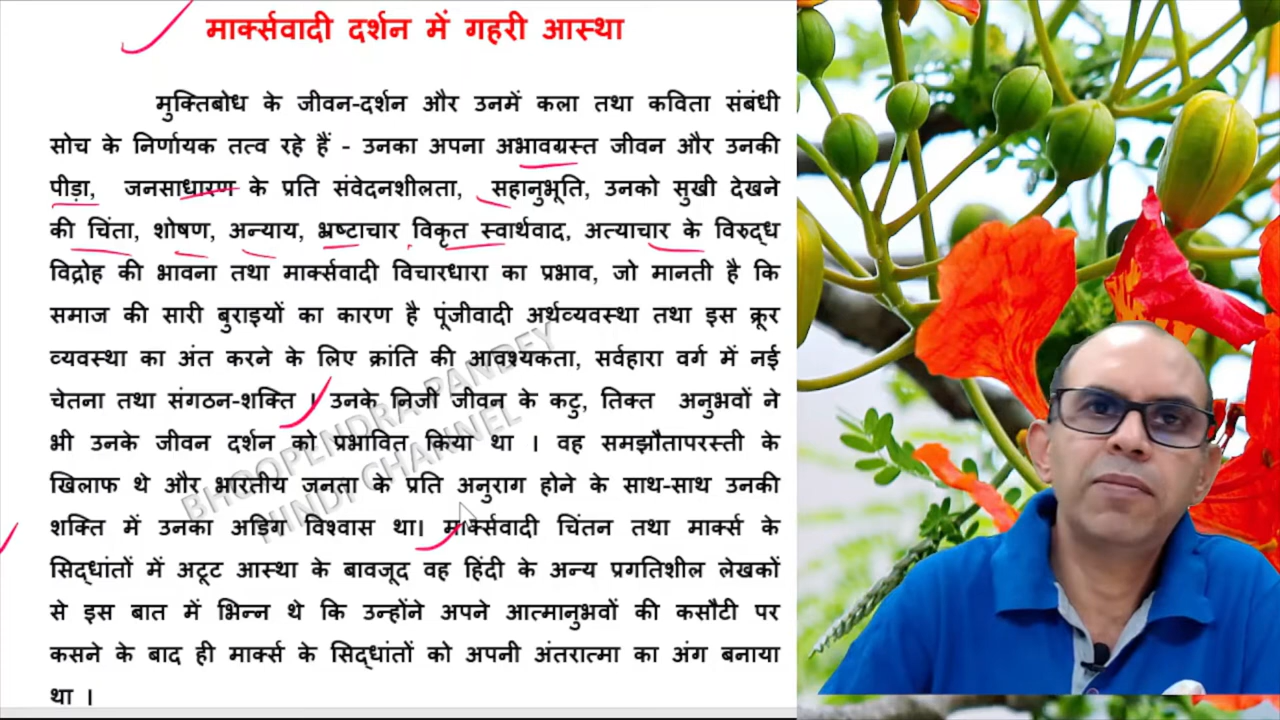 मार्क्सवादी दर्शन में गहरी आस्था
मुक्तिबोध के जीवन-दर्शन और उनमें कला तथा कविता संबंधी
सोच के निर्णायक तत्व रहे हैं - उनका अपना अभावग्रस्त जीवन और उनकी
पीड़ा, जनसाधारण के प्रति संवेदनशीलता, सहानुभूति, उनको सुखी देखने
की चिंता, शोषण, अन्याय, भ्रष्टाचार विकृत स्वार्थवाद, अत्याचार के विरुद्ध
विद्रोह की भावना तथा मार्क्सवादी विचारधारा का प्रभाव, जो मानती है कि
समाज की सारी बुराइयों का कारण है पूंजीवादी अर्थव्यवस्था तथा इस क्रूर
व्यवस्था का अंत करने के लिए क्रांति की आवश्यकता, सर्वहारा वर्ग में नई
चेतना तथा संगठन-शक्ति । उनके निजी जीवन के कटु, तिक्त अनुभवों ने
भी उनके जीवन दर्शन को प्रभावित किया था । वह समझौतापरस्ती के
खिलाफ थे और भारतीय जनता के प्रति अनुराग होने के साथ-साथ उनकी
शक्ति में उनका अडिग विश्वास था। मार्क्सवादी चिंतन तथा मार्क्स के
सिद्धांतों में अटूट आस्था के बावजूद वह हिंदी के अन्य प्रगतिशील लेखकों
से इस बात में भिन्न थे कि उन्होंने अपने आत्मानुभवों की कसौटी पर
कसने के बाद ही मार्क्स के सिद्धांतों को अपनी अंतरात्मा का अंग बनाया
था ।
BHOOPENDRA PANDEY
HINDI CHANNEL